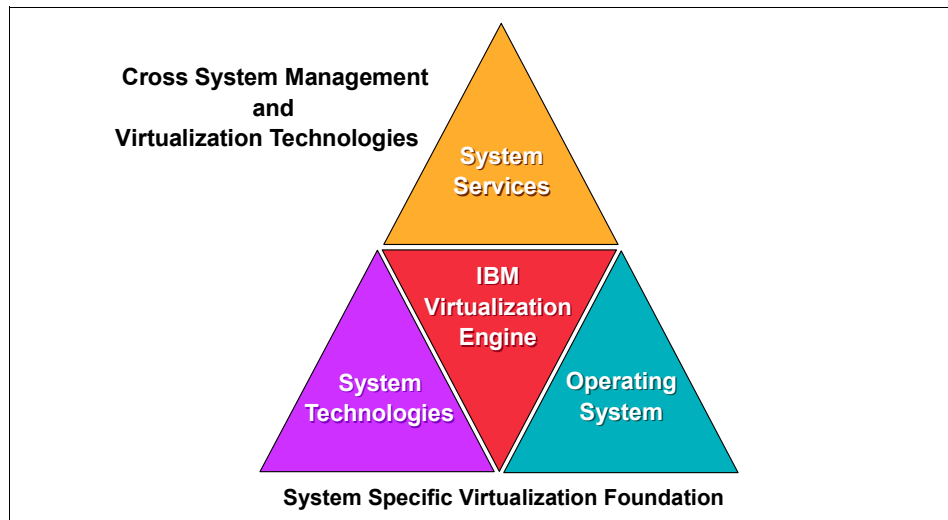 Cross System Management
and
Virtualization Technologies
System
Services
IBM
Virtualization
Engine
System
Technologies
Operating
System
System Specific Virtualization Foundation